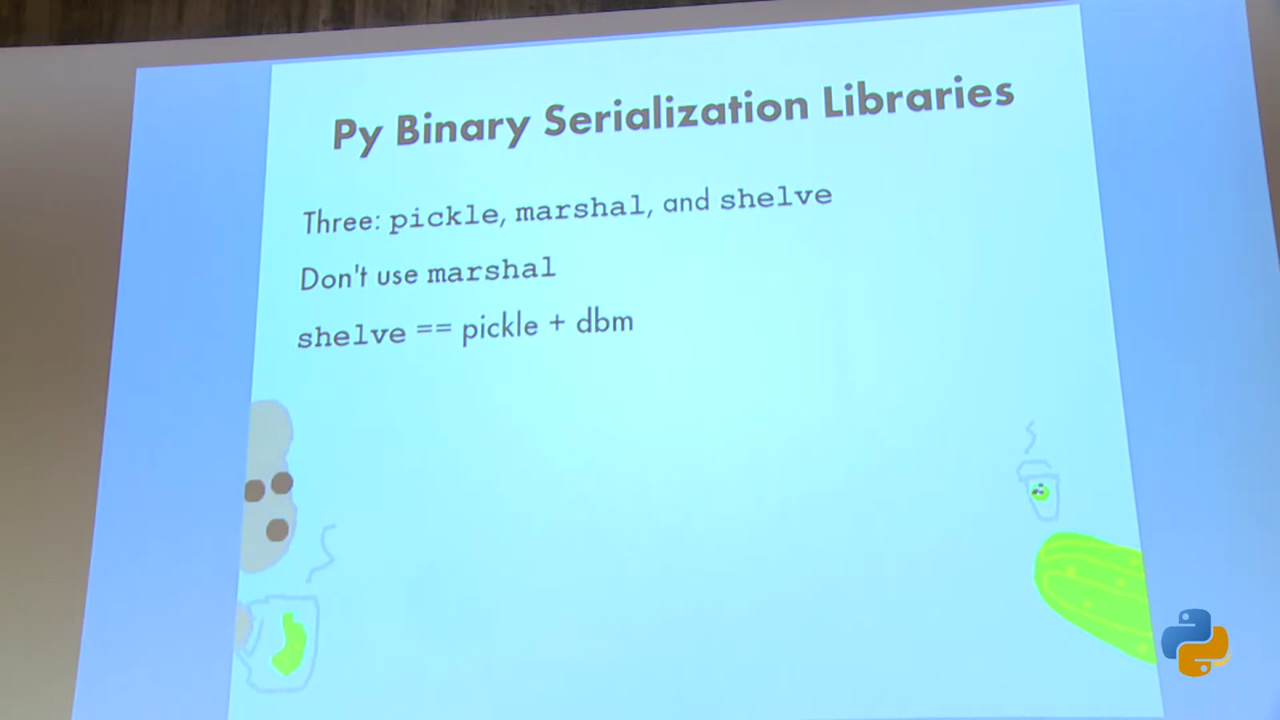 Py Binary Serialization Libraries
Three: pickle, marshal, and shelve
Don't use marshal
shelve == pickle + dbm